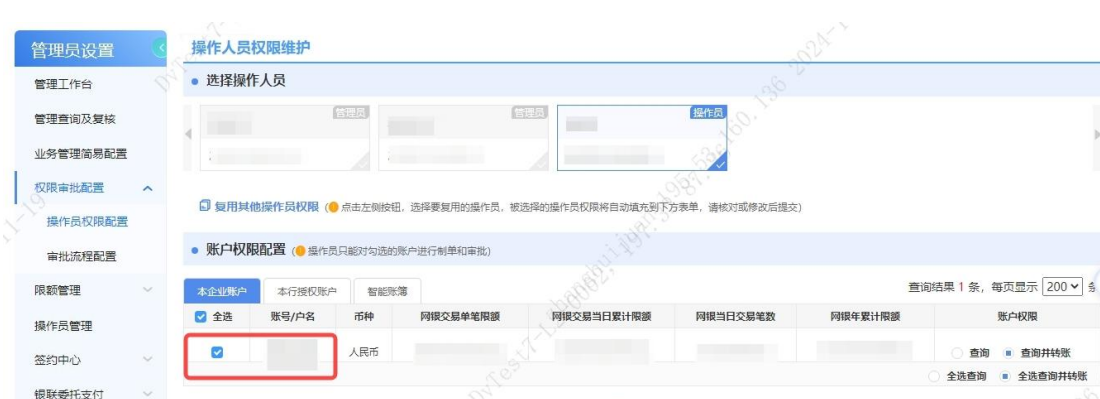 管理员设置
管理工作台
管理查询及复核
业务管理简易配置
权限审批配置
操作员权限配置
审批流程配置
限额管理
操作员管理
签约中心
银联委托支付
操作人员权限维护
选择操作人员
管理员
管理员
操作员
复用其他操作员权限 ( 点击左侧按钮,选择要复用的操作员,被选择的操作员权限将自动填充到下方表单,请核对或修改后提交)
账户权限配置 ( 操作员只能对勾选的账户进行制单和审批)
本企业账户 本行授权账户 智能账簿 查询结果 1 条,每页显示 200
全选 账号/户名 币种 网银交易单笔限额 网银交易当日累计限额 网银当日交易笔数 网银年累计限额 账户权限
人民币 查询 查询并转账
全选查询 全选查询并转账